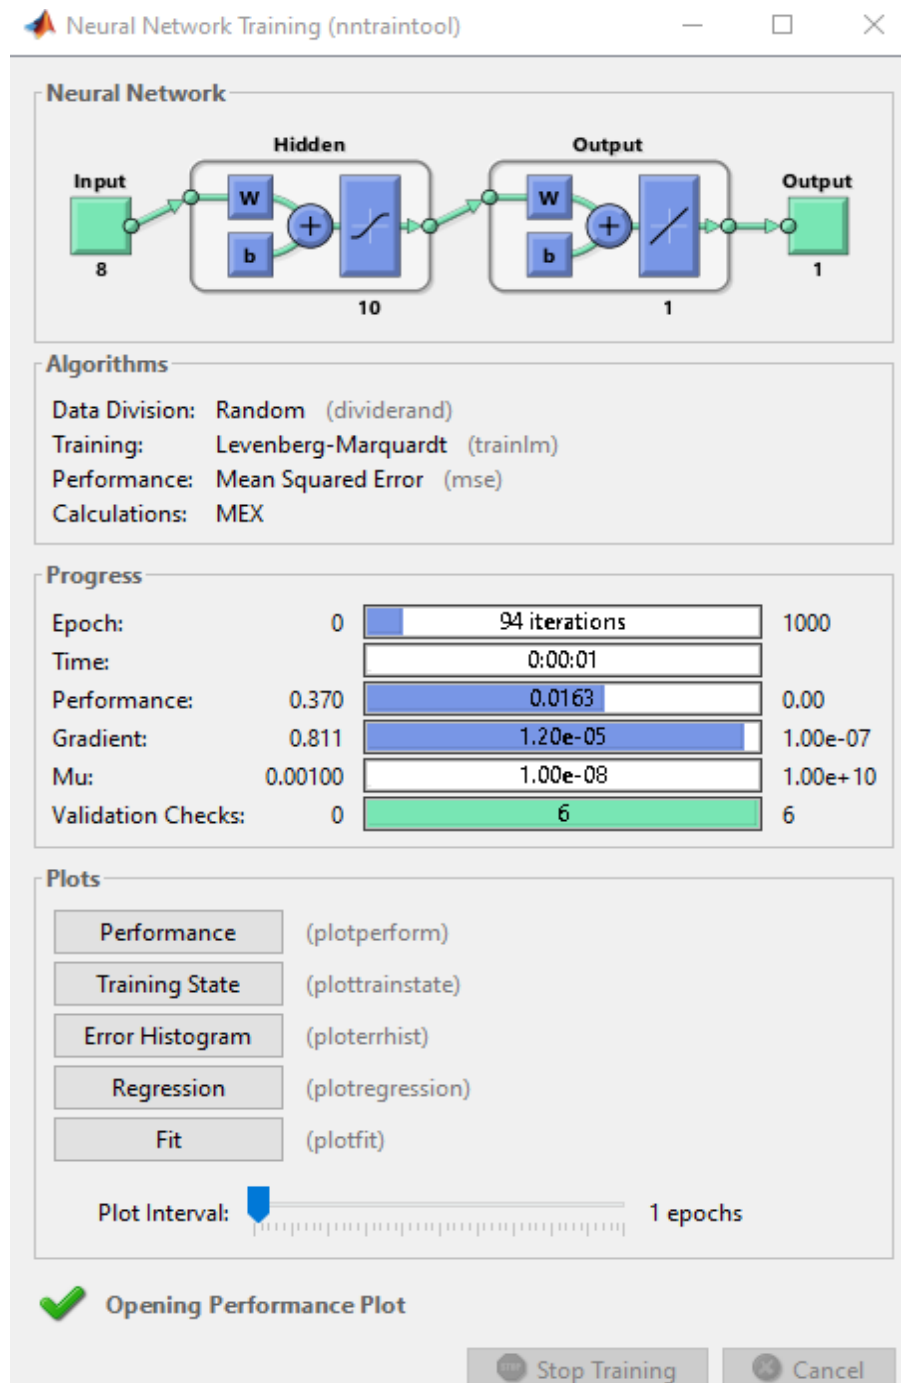 Neural Network Training (nntraintool)
Neural Network
Hidden
Output
Input
Output
W
W
b
b
8
1
10
1
Algorithms
Data Division: Random (dividerand)
Training: Levenberg-Marquardt (trainlm)
Performance: Mean Squared Error (mse)
Calculations: MEX
Progress
Epoch: 0 94 iterations 1000
Time: 0:00:01
Performance: 0.370 0.0163 0.00
Gradient: 0.811 1.20e-05 1.00e-07
Mu: 0.00100 1.00e-08 1.00e+10
Validation Checks: 0 6 6
Plots
Performance (plotperform)
Training State (plottrainstate)
Error Histogram (ploterrhist)
Regression (plotregression)
Fit (plotfit)
Plot Interval: 1 epochs
Opening Performance Plot
STOP Stop Training Cancel